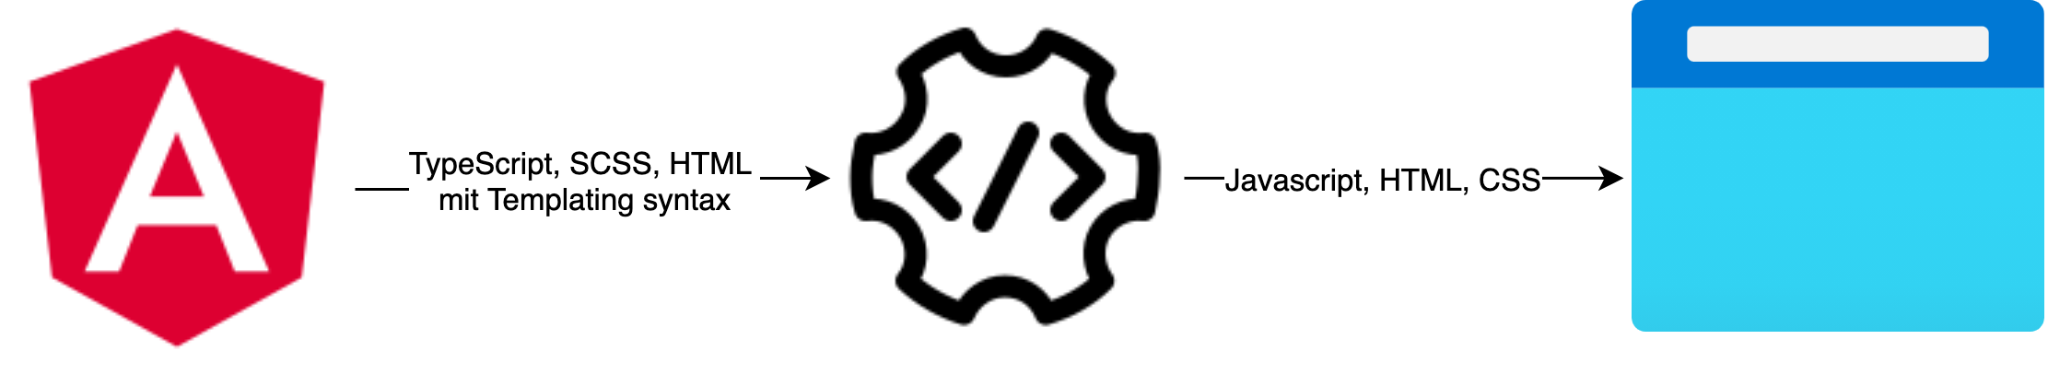 TypeScript, SCSS, HTML
mit Templating syntax
Javascript, HTML, CSS